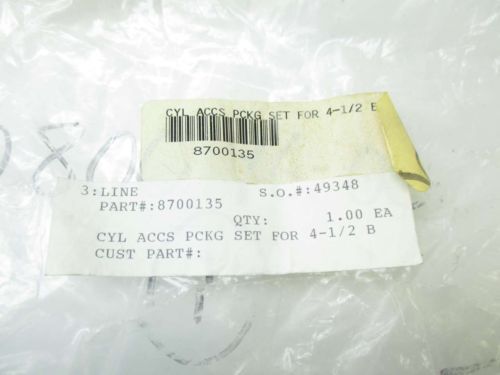 CYL ACCS PCKG SET FOR 4-1/2 B
8700135
3:LINE S.O.#:49348
PART#:8700135
QTY: 1.00 EA
CYL ACCS PCKG SET FOR 4-1/2 B
CUST PART#: